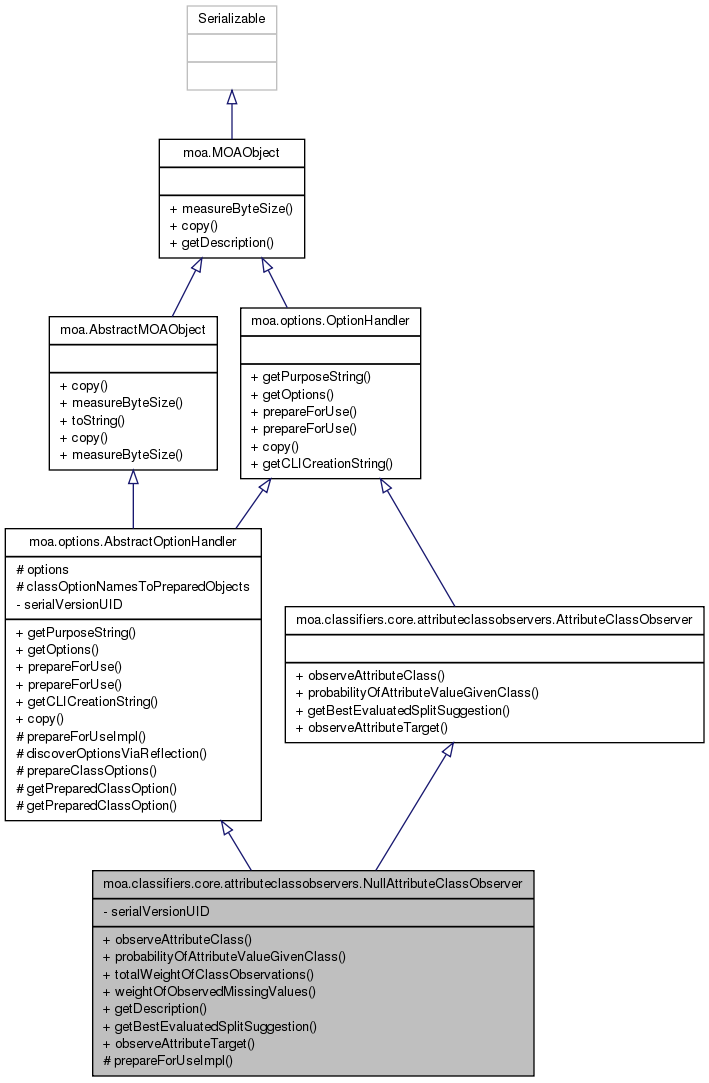 Serializable
moa.MOAObject
+ measureByteSize()
+ copy()
+ getDescription()
moa.AbstractMOAObject
+ copy()
+ measureByteSize()
+ toString()
+ copy()
+ measureByteSize()
moa.options.OptionHandler
+ getPurposeString()
+ getOptions()
+ prepareForUse()
+ prepareForUse()
+ copy()
+ getCLICreationString()
moa.options.AbstractOptionHandler
# options
# classOptionNamesToPreparedObjects
- serialVersionUID
+ getPurposeString()
+ getOptions()
+ prepareForUse()
+ prepareForUse()
+ getCLICreationString()
+ copy()
# prepareForUseImpl()
# discoverOptionsViaReflection()
# prepareClassOptions()
# getPreparedClassOption()
# getPreparedClassOption()
moa.classifiers.core.attributeclassobservers.AttributeClassObserver
+ observeAttributeClass()
+ probabilityOfAttributeValueGivenClass()
+ getBestEvaluatedSplitSuggestion()
+ observeAttributeTarget()
moa.classifiers.core.attributeclassobservers.NullAttributeClassObserver
- serialVersionUID
+ observeAttributeClass()
+ probabilityOfAttributeValueGivenClass()
+ totalWeightOfClassObservations()
+ weightOfObservedMissingValues()
+ getDescription()
+ getBestEvaluatedSplitSuggestion()
+ observeAttributeTarget()
# prepareForUseImpl()